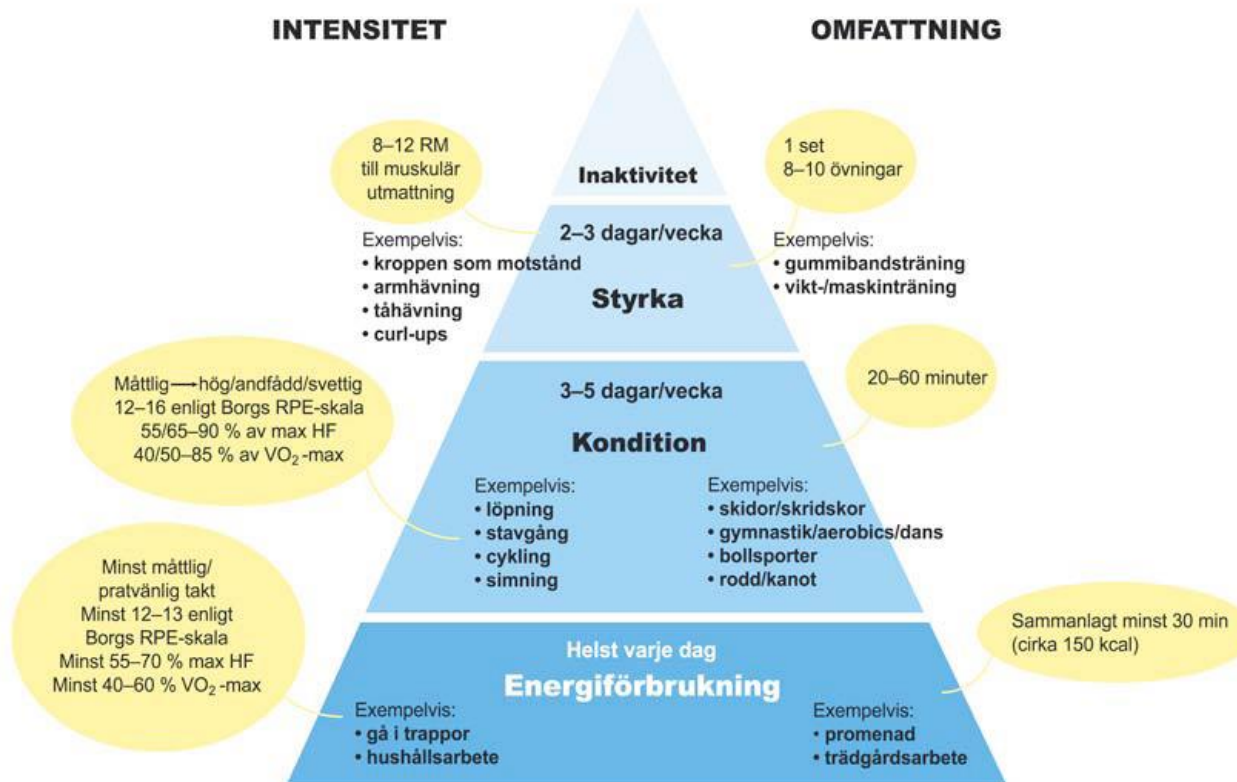 INTENSITET
OMFATTNING
Inaktivitet
8–12 RM
till muskulär
utmattning
1 set
8–10 övningar
2–3 dagar/vecka
Styrka
Exempelvis:
• kroppen som motstånd
• armhävning
• tåhävning
• curl-ups
Exempelvis:
• gummibandsträning
• vikt-/maskinträning
Måttlig⟶hög/andfådd/svettig
12–16 enligt Borgs RPE-skala
55/65–90 % av max HF
40/50–85 % av VO₂-max
20–60 minuter
3–5 dagar/vecka
Kondition
Exempelvis:
• löpning
• stavgång
• cykling
• simning
Exempelvis:
• skidor/skridskor
• gymnastik/aerobics/dans
• bollsporter
• rodd/kanot
Minst måttlig/
pratvänlig takt
Minst 12–13 enligt
Borgs RPE-skala
Minst 55–70 % max HF
Minst 40–60 % VO₂-max
Sammanlagt minst 30 min
(cirka 150 kcal)
Helst varje dag
Energiförbrukning
Exempelvis:
• gå i trappor
• hushållsarbete
Exempelvis:
• promenad
• trädgårdsarbete